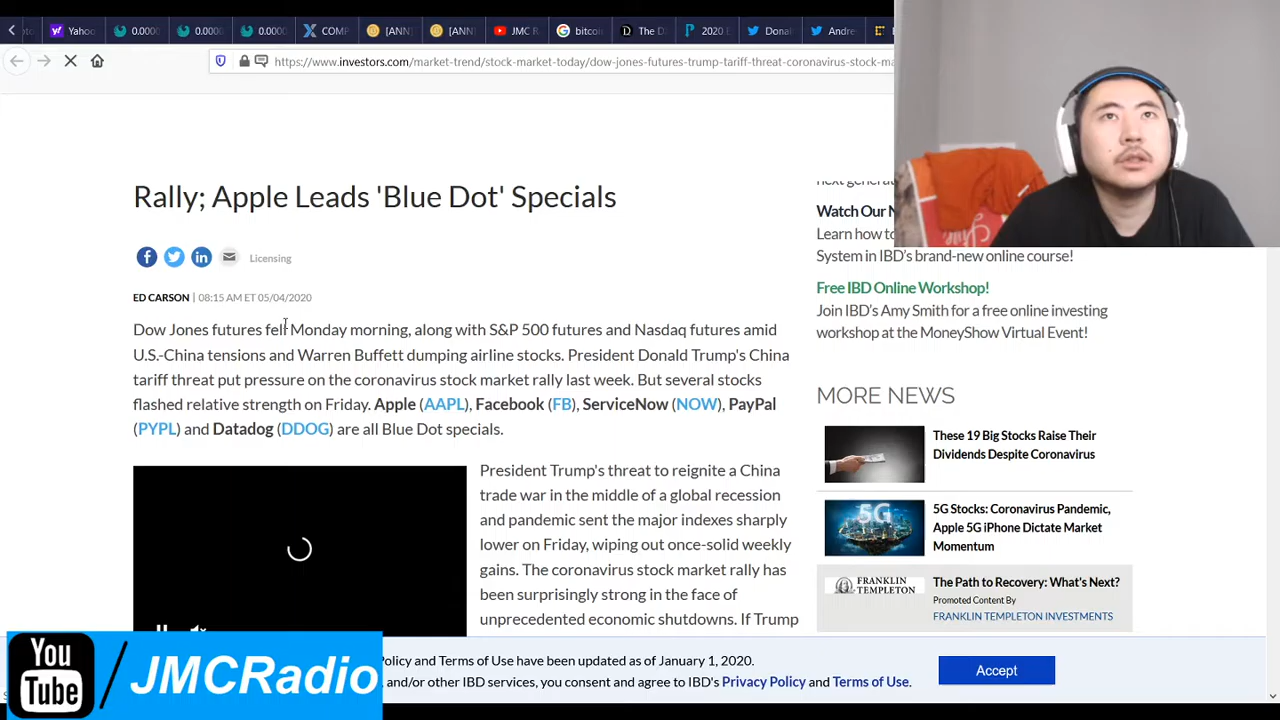 Yahoo
0.0000
0.0000
0.0000
COMP
[ANN]
[ANN]
JMC R
bitcoi
The D
2020 E
Donal
Andre
https://www.investors.com/market-trend/stock-market-today/dow-jones-futures-trump-tariff-threat-coronavirus-stock-ma
Rally; Apple Leads 'Blue Dot' Specials
Licensing
ED CARSON | 08:15 AM ET 05/04/2020
Dow Jones futures fell Monday morning, along with S&P 500 futures and Nasdaq futures amid
U.S.-China tensions and Warren Buffett dumping airline stocks. President Donald Trump's China
tariff threat put pressure on the coronavirus stock market rally last week. But several stocks
flashed relative strength on Friday. Apple (AAPL), Facebook (FB), ServiceNow (NOW), PayPal
(PYPL) and Datadog (DDOG) are all Blue Dot specials.
President Trump's threat to reignite a China
trade war in the middle of a global recession
and pandemic sent the major indexes sharply
lower on Friday, wiping out once-solid weekly
gains. The coronavirus stock market rally has
been surprisingly strong in the face of
unprecedented economic shutdowns. If Trump
next genera
Watch Our N
Learn how to
System in IBD's brand-new online course!
Free IBD Online Workshop!
Join IBD's Amy Smith for a free online investing
workshop at the MoneyShow Virtual Event!
MORE NEWS
These 19 Big Stocks Raise Their
Dividends Despite Coronavirus
5G
5G Stocks: Coronavirus Pandemic,
Apple 5G iPhone Dictate Market
Momentum
FRANKLIN
TEMPLETON
The Path to Recovery: What's Next?
Promoted Content By
FRANKLIN TEMPLETON INVESTMENTS
Policy and Terms of Use have been updated as of January 1, 2020.
and/or other IBD services, you consent and agree to IBD's Privacy Policy and Terms of Use.
Accept
You
Tube
/JMCRadio